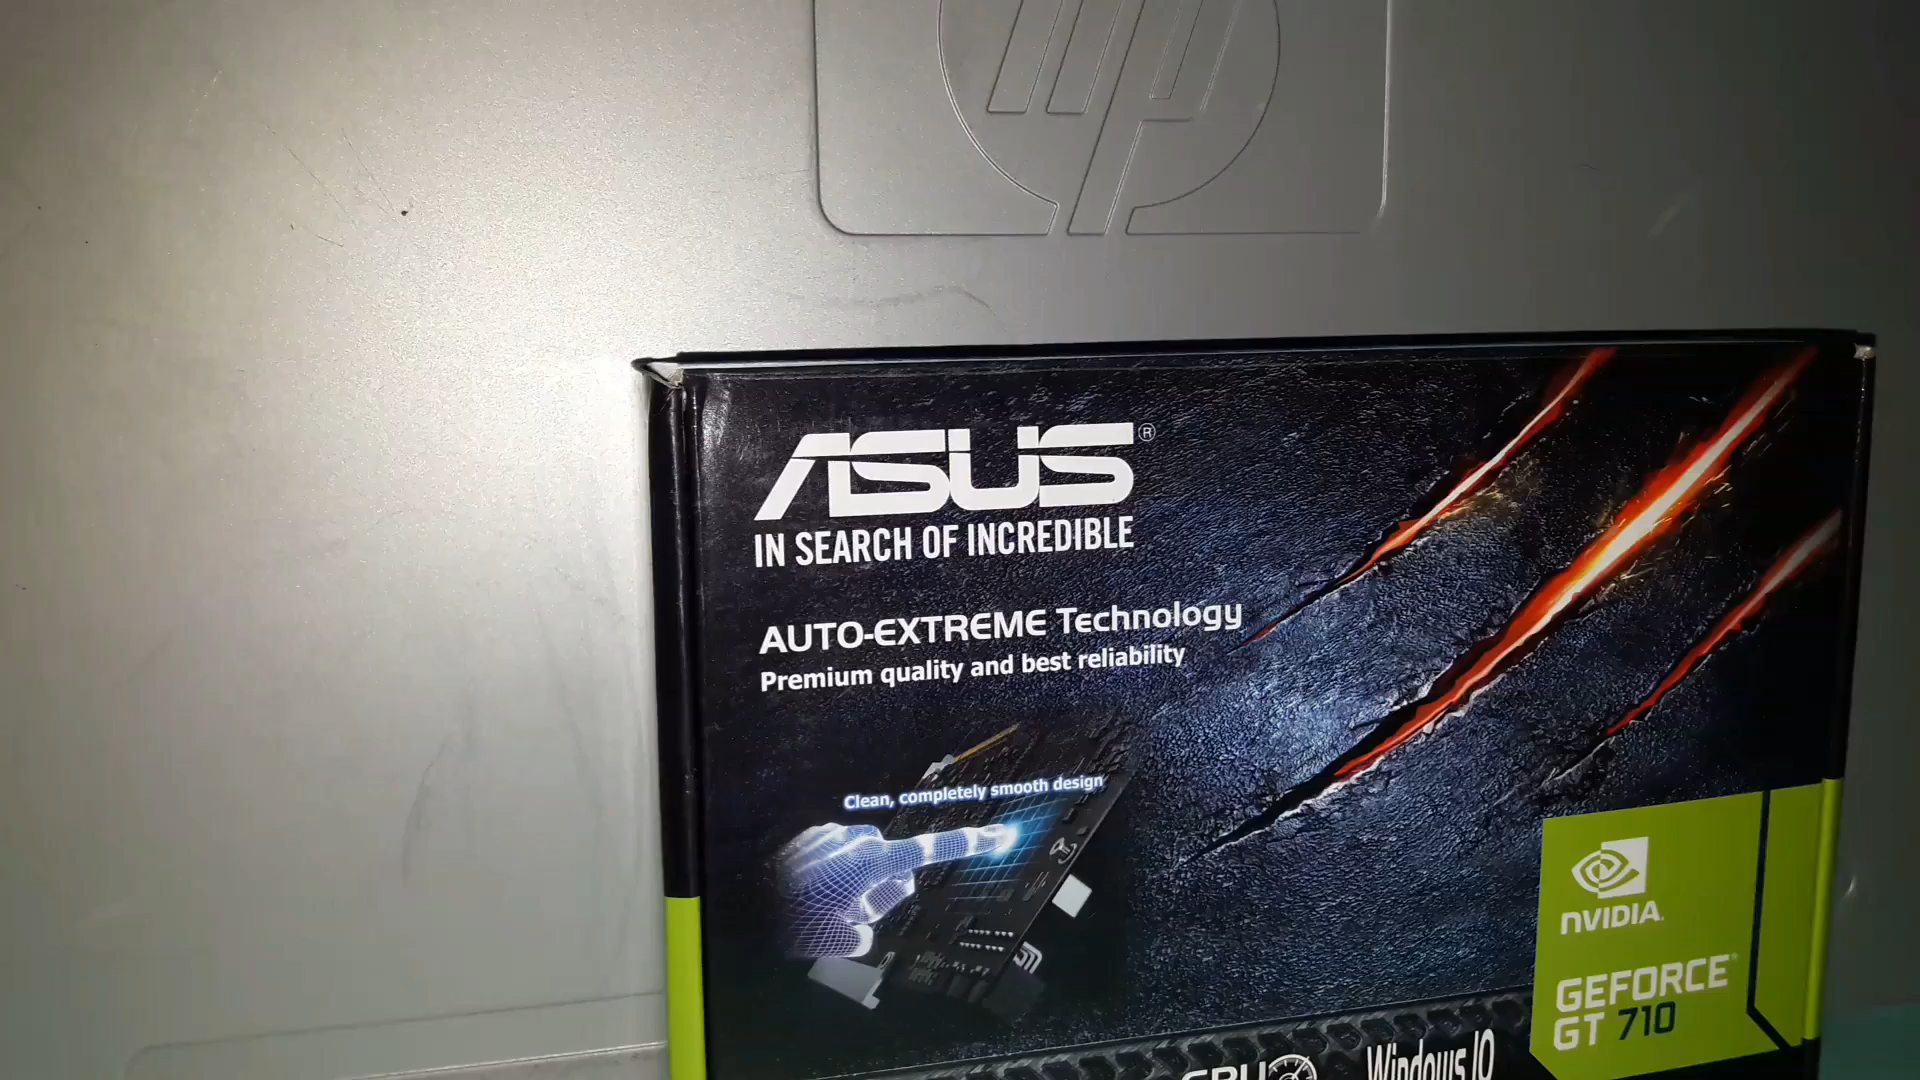 hp
ASUS®
IN SEARCH OF INCREDIBLE
AUTO-EXTREME Technology
Premium quality and best reliability
Clean, completely smooth design
NVIDIA.
GEFORCE®
GT 710
Windows 10